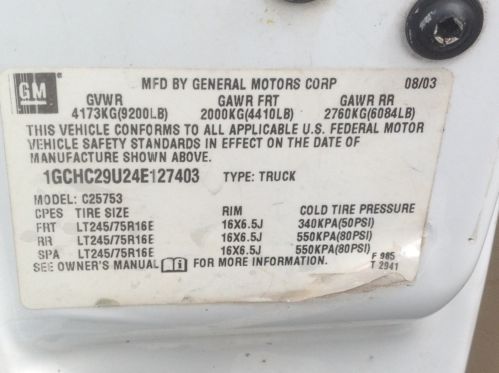 GM
MFD BY GENERAL MOTORS CORP 08/03
GVWR GAWR FRT GAWR RR
4173KG(9200LB) 2000KG(4410LB) 2760KG(6084LB)
THIS VEHICLE CONFORMS TO ALL APPLICABLE U.S. FEDERAL MOTOR
VEHICLE SAFETY STANDARDS IN EFFECT ON THE DATE OF
MANUFACTURE SHOWN ABOVE.
1GCHC29U24E127403 TYPE: TRUCK
MODEL: C25753
CPES TIRE SIZE RIM COLD TIRE PRESSURE
FRT LT245/75R16E 16X6.5J 340KPA(50PSI)
RR LT245/75R16E 16X6.5J 550KPA(80PSI)
SPA LT245/75R16E 16X6.5J 550KPA(80PSI)
SEE OWNER'S MANUAL FOR MORE INFORMATION. F 985
T 2941